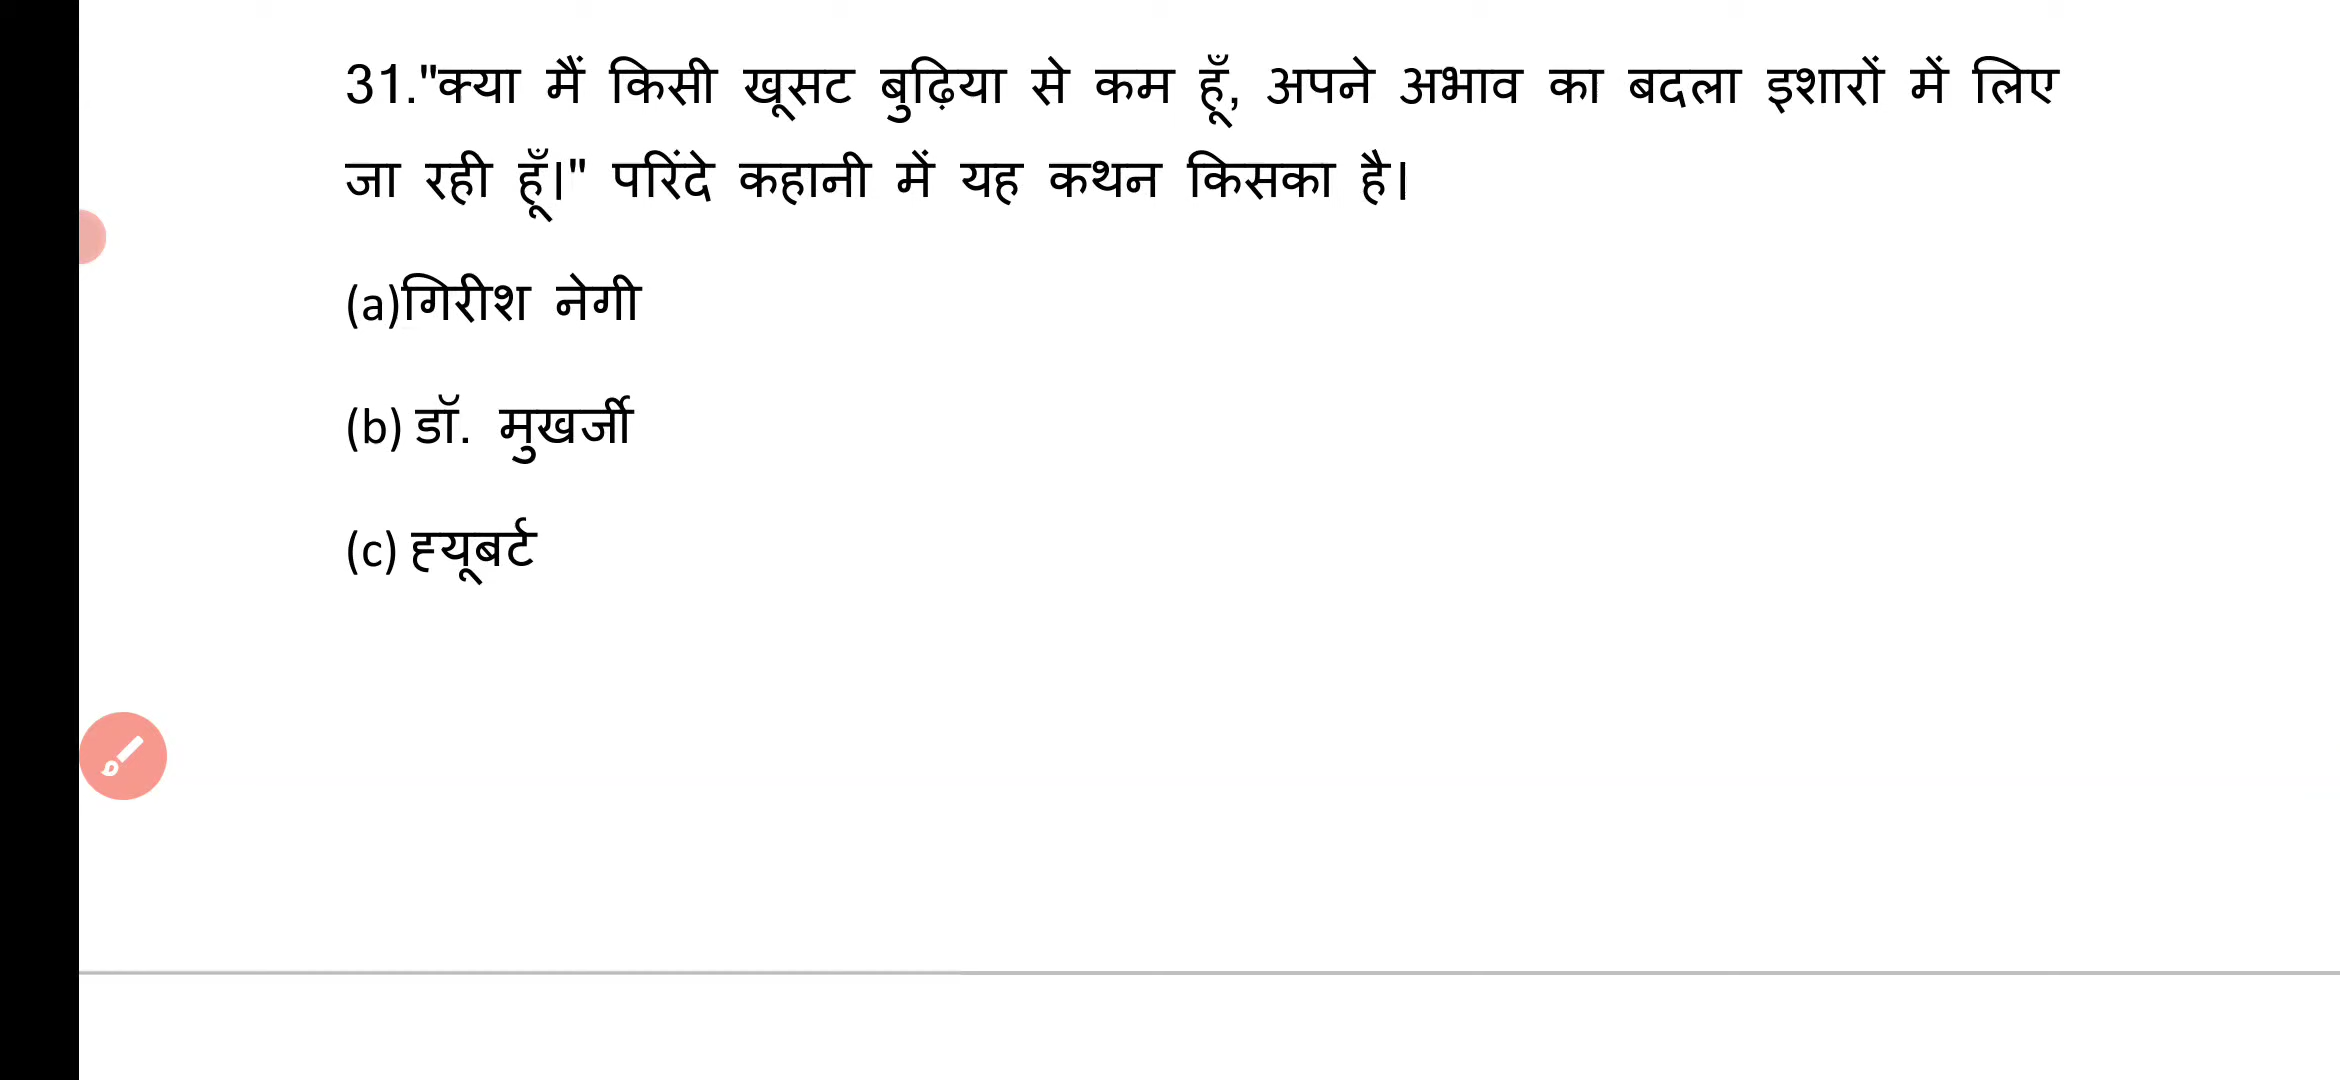 31."क्या मैं किसी खूसट बुढ़िया से कम हूँ, अपने अभाव का बदला इशारों में लिए
जा रही हूँ।" परिंदे कहानी में यह कथन किसका है।
(a)गिरीश नेगी
(b) डॉ. मुखर्जी
(c) ह्यूबर्ट